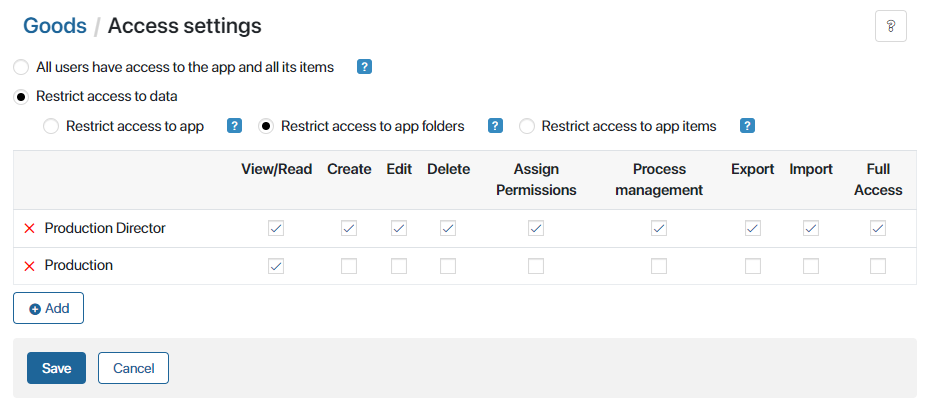 Goods / Access settings
?
All users have access to the app and all its items ?
Restrict access to data
Restrict access to app ? Restrict access to app folders ? Restrict access to app items ?
View/Read Create Edit Delete Assign Permissions Process management Export Import Full Access
Production Director
Production
Add
Save Cancel